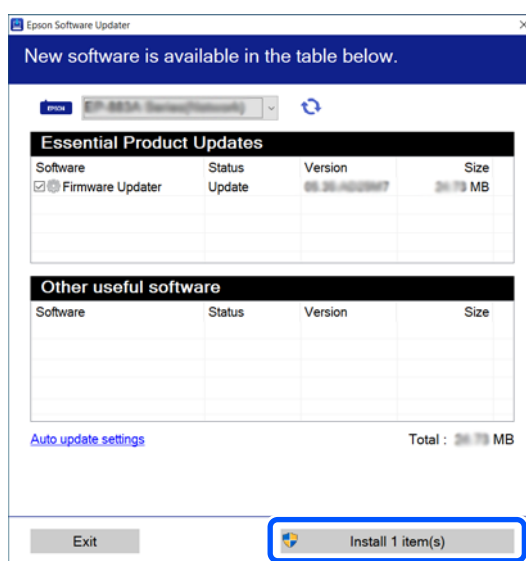 Epson Software Updater
New software is available in the table below.
EPSON
Essential Product Updates
Software Status Version Size
Firmware Updater Update MB
Other useful software
Software Status Version Size
Auto update settings Total : MB
Exit Install 1 item(s)